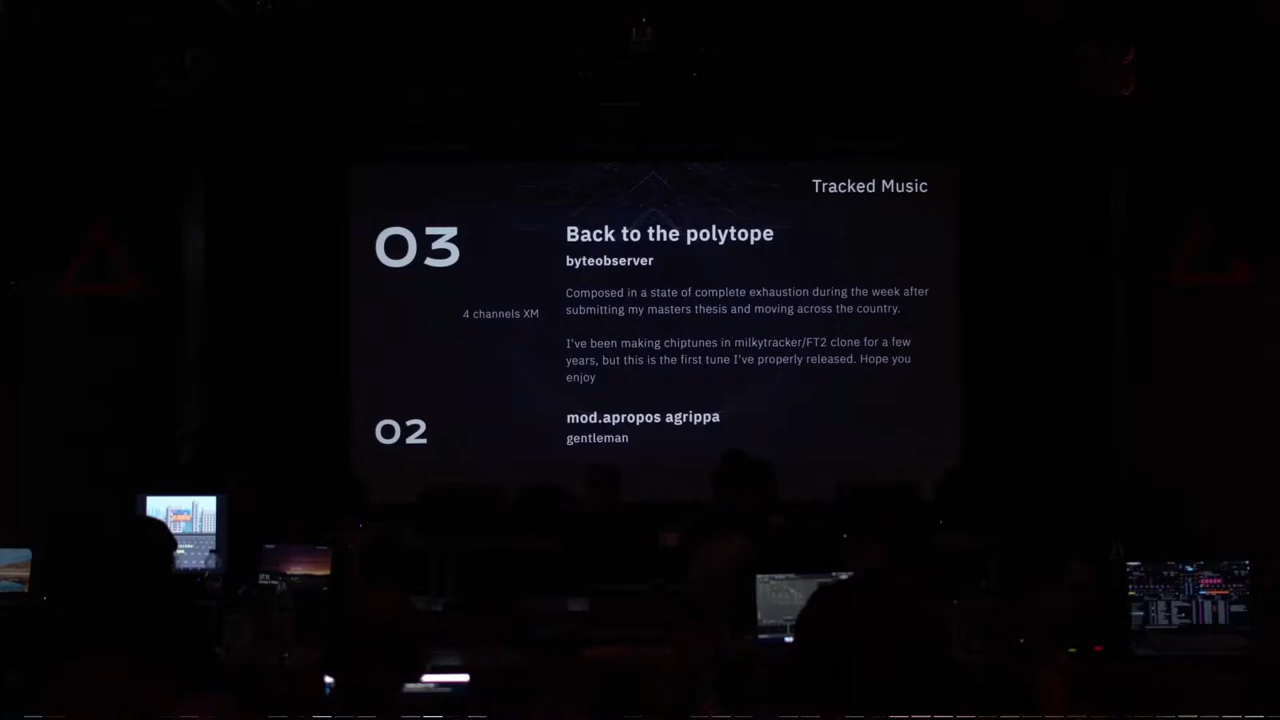 Tracked Music
03
Back to the polytope
byteobserver
4 channels XM
Composed in a state of complete exhaustion during the week after
submitting my masters thesis and moving across the country.
I've been making chiptunes in milkytracker/FT2 clone for a few
years, but this is the first tune I've properly released. Hope you
enjoy
02
mod.apropos agrippa
gentleman